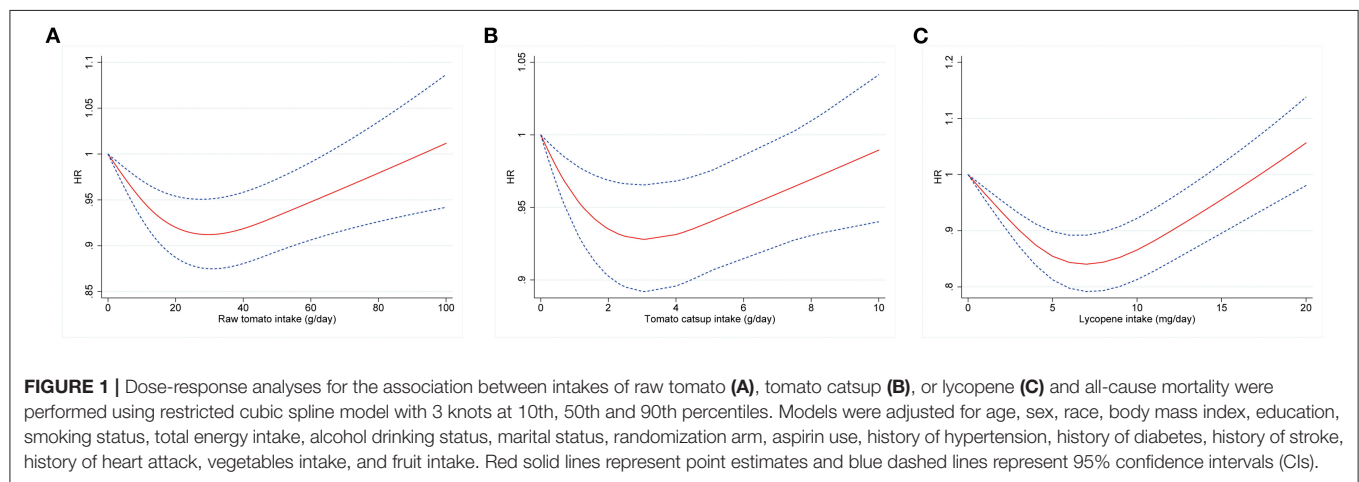 A
B
C
HR
1.1
1.05
1
.95
.9
.85
0
20
40
60
80
100
Raw tomato intake (g/day)
HR
1.05
1
.95
.9
0
2
4
6
8
10
Tomato catsup intake (g/day)
HR
1.2
1.1
1
.9
.8
0
5
10
15
20
Lycopene intake (mg/day)
FIGURE 1 | Dose-response analyses for the association between intakes of raw tomato (A), tomato catsup (B), or lycopene (C) and all-cause mortality were
performed using restricted cubic spline model with 3 knots at 10th, 50th and 90th percentiles. Models were adjusted for age, sex, race, body mass index, education,
smoking status, total energy intake, alcohol drinking status, marital status, randomization arm, aspirin use, history of hypertension, history of diabetes, history of stroke,
history of heart attack, vegetables intake, and fruit intake. Red solid lines represent point estimates and blue dashed lines represent 95% confidence intervals (CIs).